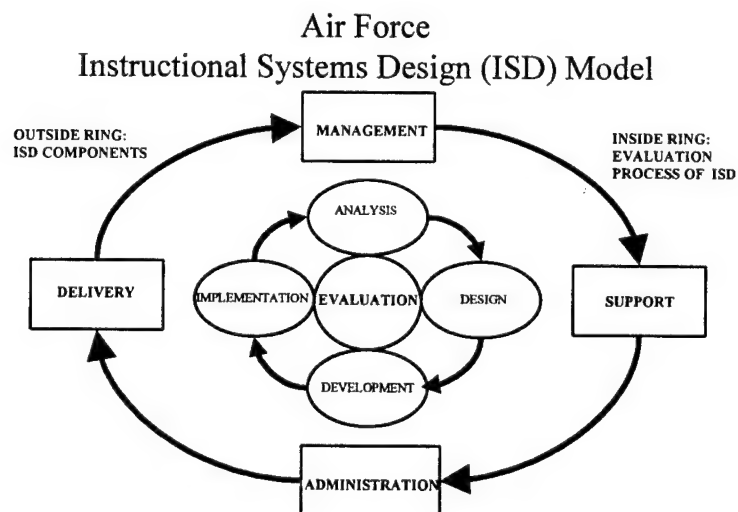 Air Force
Instructional Systems Design (ISD) Model
OUTSIDE RING:
ISD COMPONENTS
MANAGEMENT
INSIDE RING:
EVALUATION
PROCESS OF ISD
ANALYSIS
DELIVERY
IMPLEMENTATION
EVALUATION
DESIGN
SUPPORT
DEVELOPMENT
ADMINISTRATION